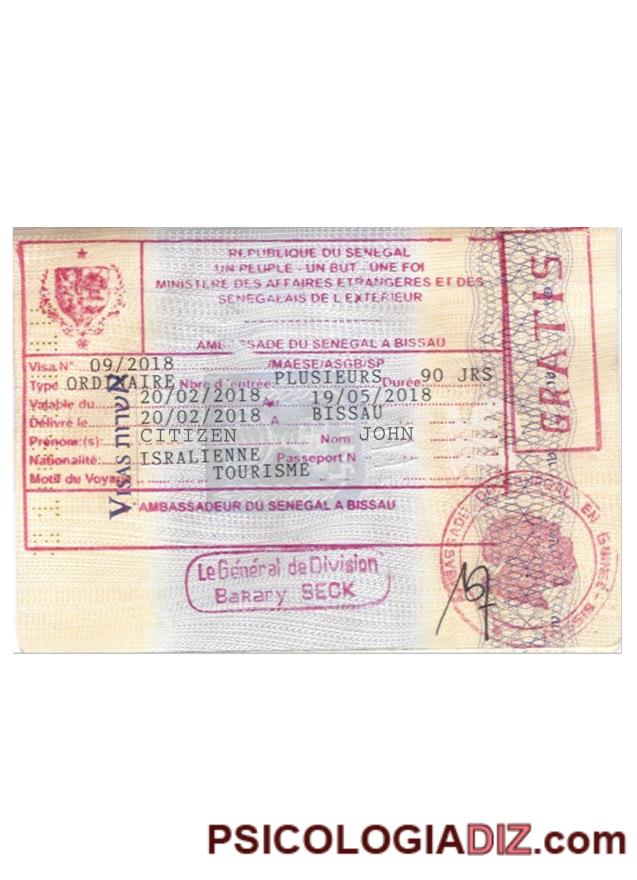 REPUBLIQUE DU SENEGAL
UN PEUPLE - UN BUT - UNE FOI
MINISTERE DES AFFAIRES ETRANGERES ET DES
SENEGALAIS DE L'EXTERIEUR
AMBASSADE DU SENEGAL A BISSAU
Visa N° 09/2018 /MAESE/ASGB/SP
Type ORDINAIRE Nbre d'entrée PLUSIEURS Durée: 90 JRS
Valable du 20/02/2018 Au 19/05/2018
Délivré le 20/02/2018 A BISSAU
Prénom (s): CITIZEN Nom JOHN
Nationalité: ISRALIENNE Passeport N
Motif du Voyage TOURISME
AMBASSADEUR DU SENEGAL A BISSAU
Le Général de Division
Bakary SECK
GRATIS
VISAS אשרות
AMBASSADE DU SENEGAL EN GUINEE-BISSAU
PSICOLOGIADIZ.com